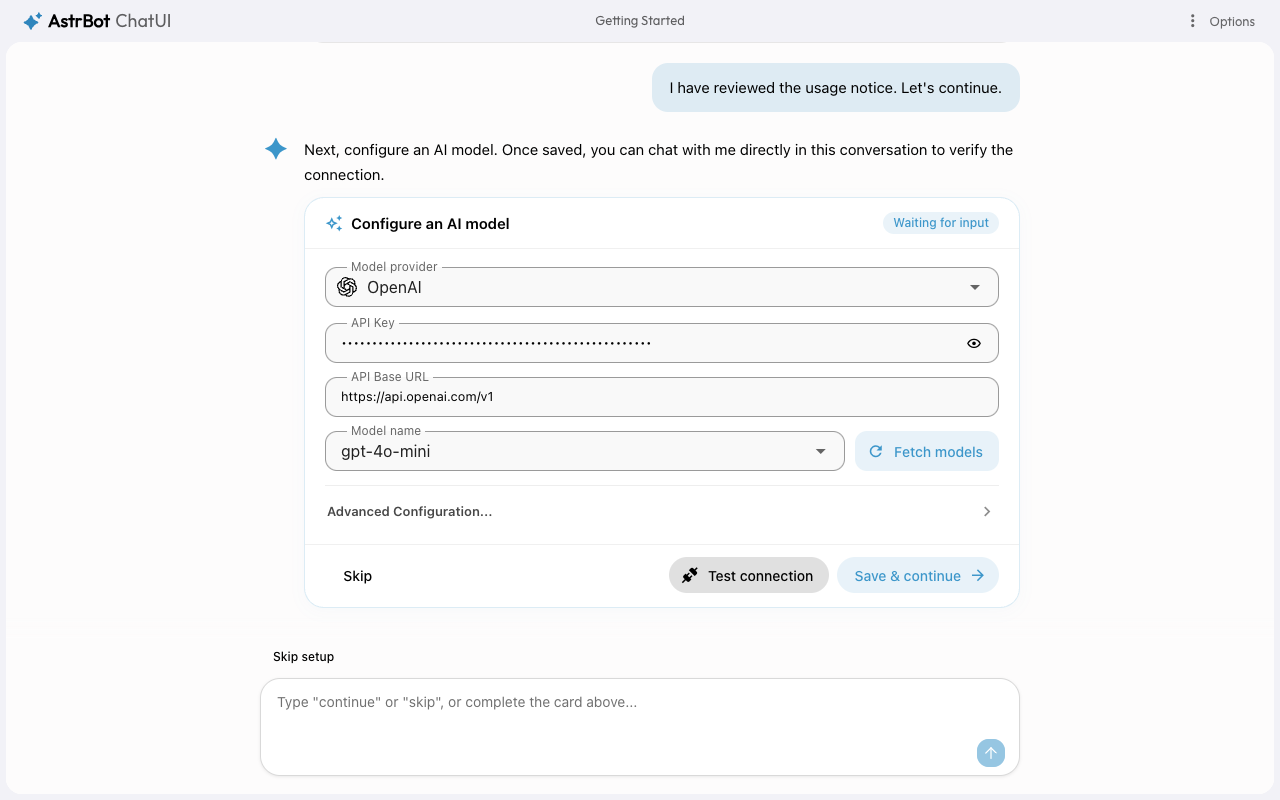 AstrBot ChatUI
Getting Started
Options
I have reviewed the usage notice. Let's continue.
Next, configure an AI model. Once saved, you can chat with me directly in this conversation to verify the
connection.
Configure an AI model
Waiting for input
Model provider
OpenAI
API Key
API Base URL
https://api.openai.com/v1
Model name
gpt-4o-mini
Fetch models
Advanced Configuration...
Skip
Test connection
Save & continue
Skip setup
Type "continue" or "skip", or complete the card above...